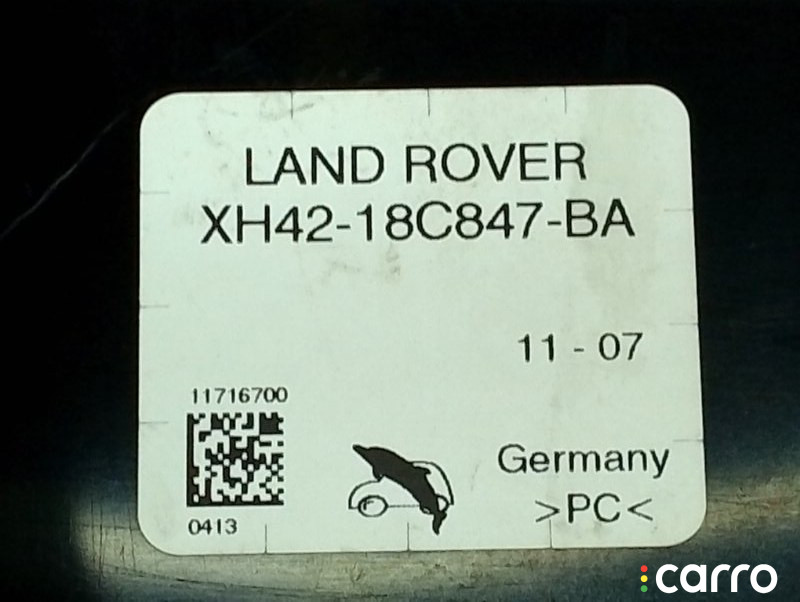 LAND ROVER
XH42-18C847-BA
11 - 07
11716700
0413
Germany
>PC<
carro